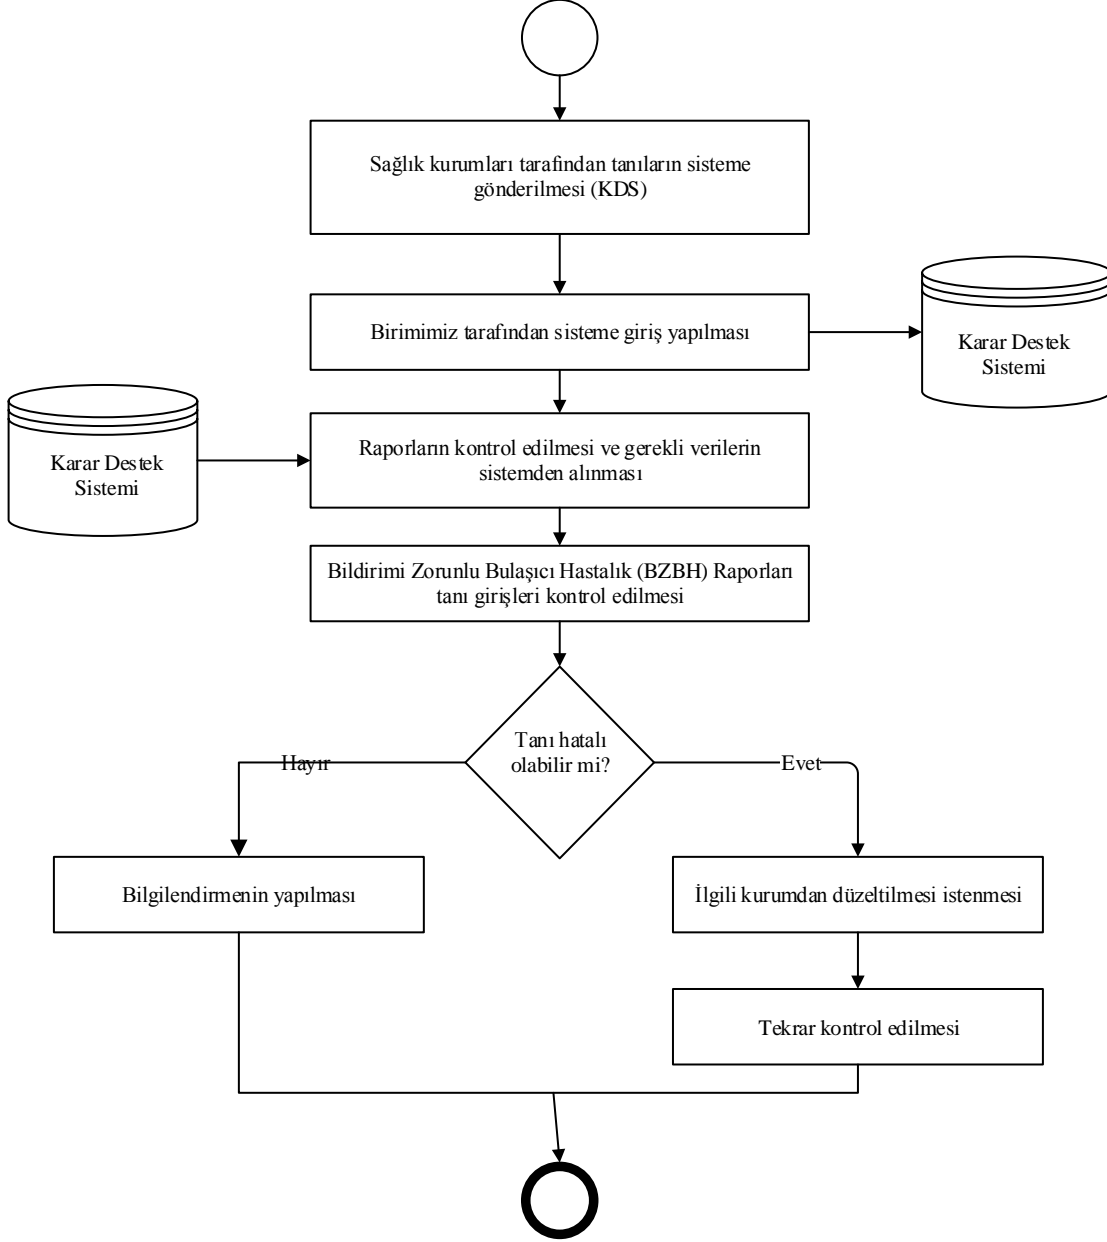 Sağlık kurumları tarafından tanıların sisteme
gönderilmesi (KDS)
Birimimiz tarafından sisteme giriş yapılması
Karar Destek
Sistemi
Raporların kontrol edilmesi ve gerekli verilerin
sistemden alınması
Karar Destek
Sistemi
Bildirimi Zorunlu Bulaşıcı Hastalık (BZBH) Raporları
tanı girişleri kontrol edilmesi
Tanı hatalı
olabilir mi?
Hayır
Evet
Bilgilendirmenin yapılması
İlgili kurumdan düzeltilmesi istenmesi
Tekrar kontrol edilmesi